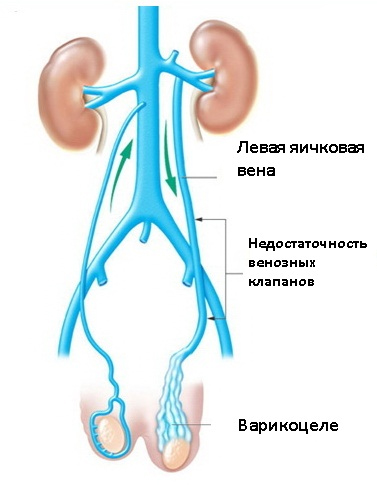 Левая яичковая
вена
Недостаточность
венозных
клапанов
Варикоцеле